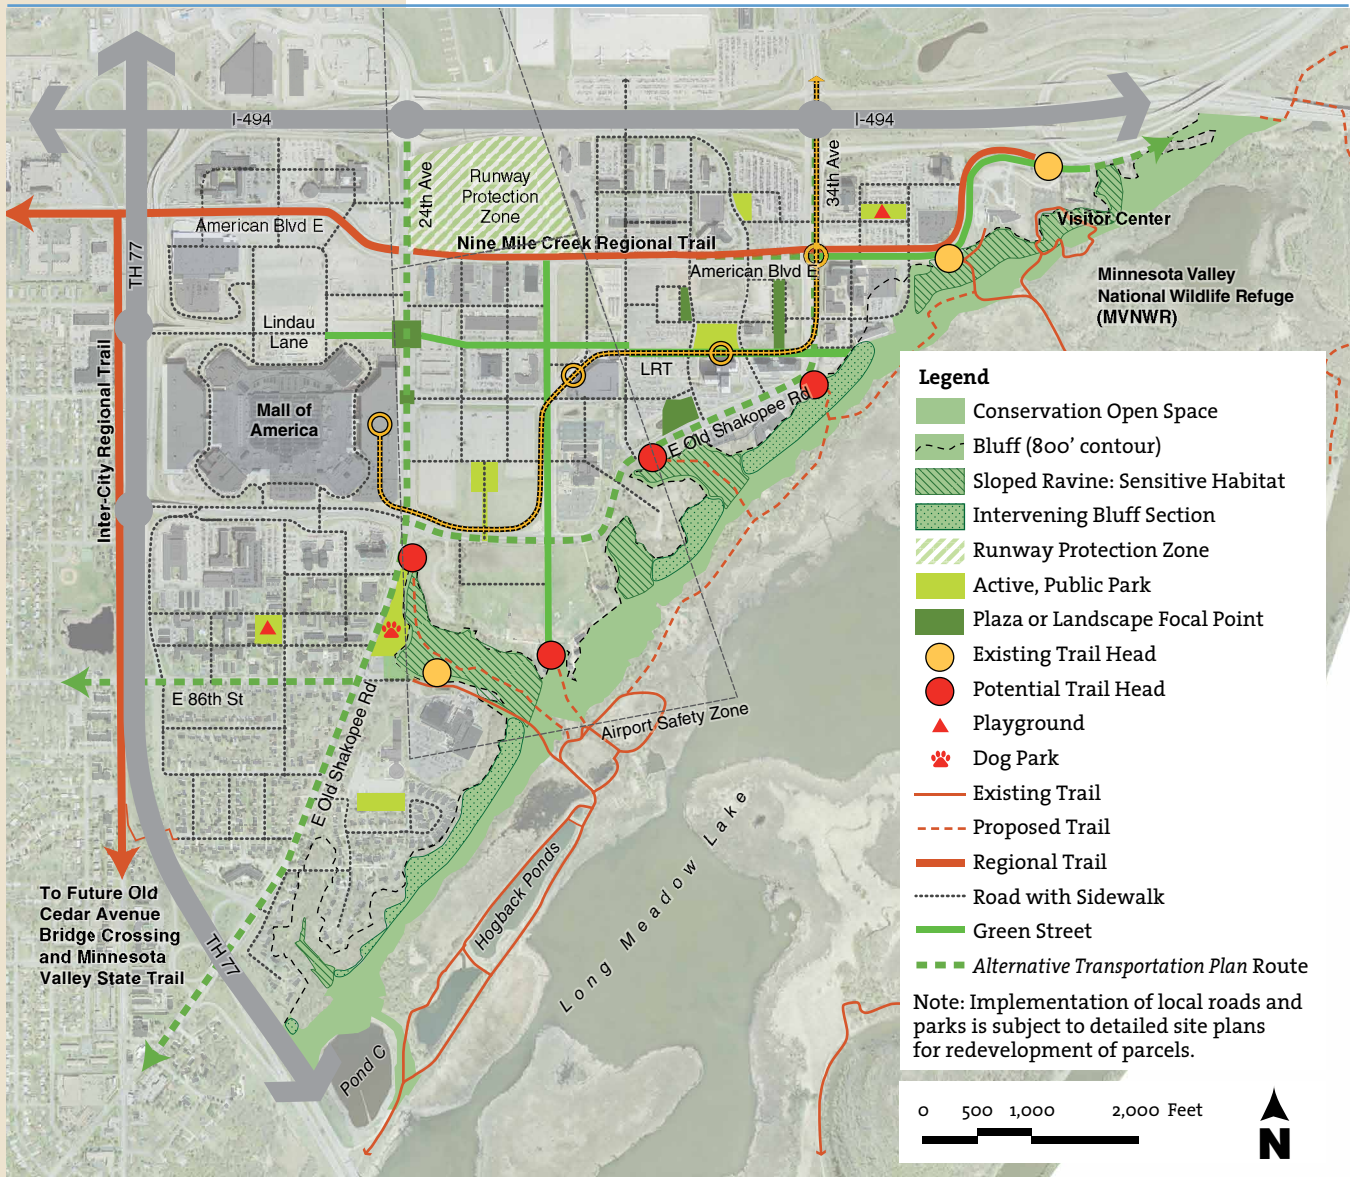 I-494
I-494
24th Ave
34th Ave
Runway
Protection
Zone
American Blvd E
Nine Mile Creek Regional Trail
American Blvd E
Visitor Center
Minnesota Valley
National Wildlife Refuge
(MVNWR)
TH 77
Lindau
Lane
LRT
Mall of
America
E Old Shakopee Rd
Inter-City Regional Trail
E 86th St
E Old Shakopee Rd
Airport Safety Zone
Long Meadow Lake
Hogback Ponds
To Future Old
Cedar Avenue
Bridge Crossing
and Minnesota
Valley State Trail
TH 77
Pond C
Legend
Conservation Open Space
Bluff (800’ contour)
Sloped Ravine: Sensitive Habitat
Intervening Bluff Section
Runway Protection Zone
Active, Public Park
Plaza or Landscape Focal Point
Existing Trail Head
Potential Trail Head
Playground
Dog Park
Existing Trail
Proposed Trail
Regional Trail
Road with Sidewalk
Green Street
Alternative Transportation Plan Route
Note: Implementation of local roads and
parks is subject to detailed site plans
for redevelopment of parcels.
0 500 1,000 2,000 Feet
N